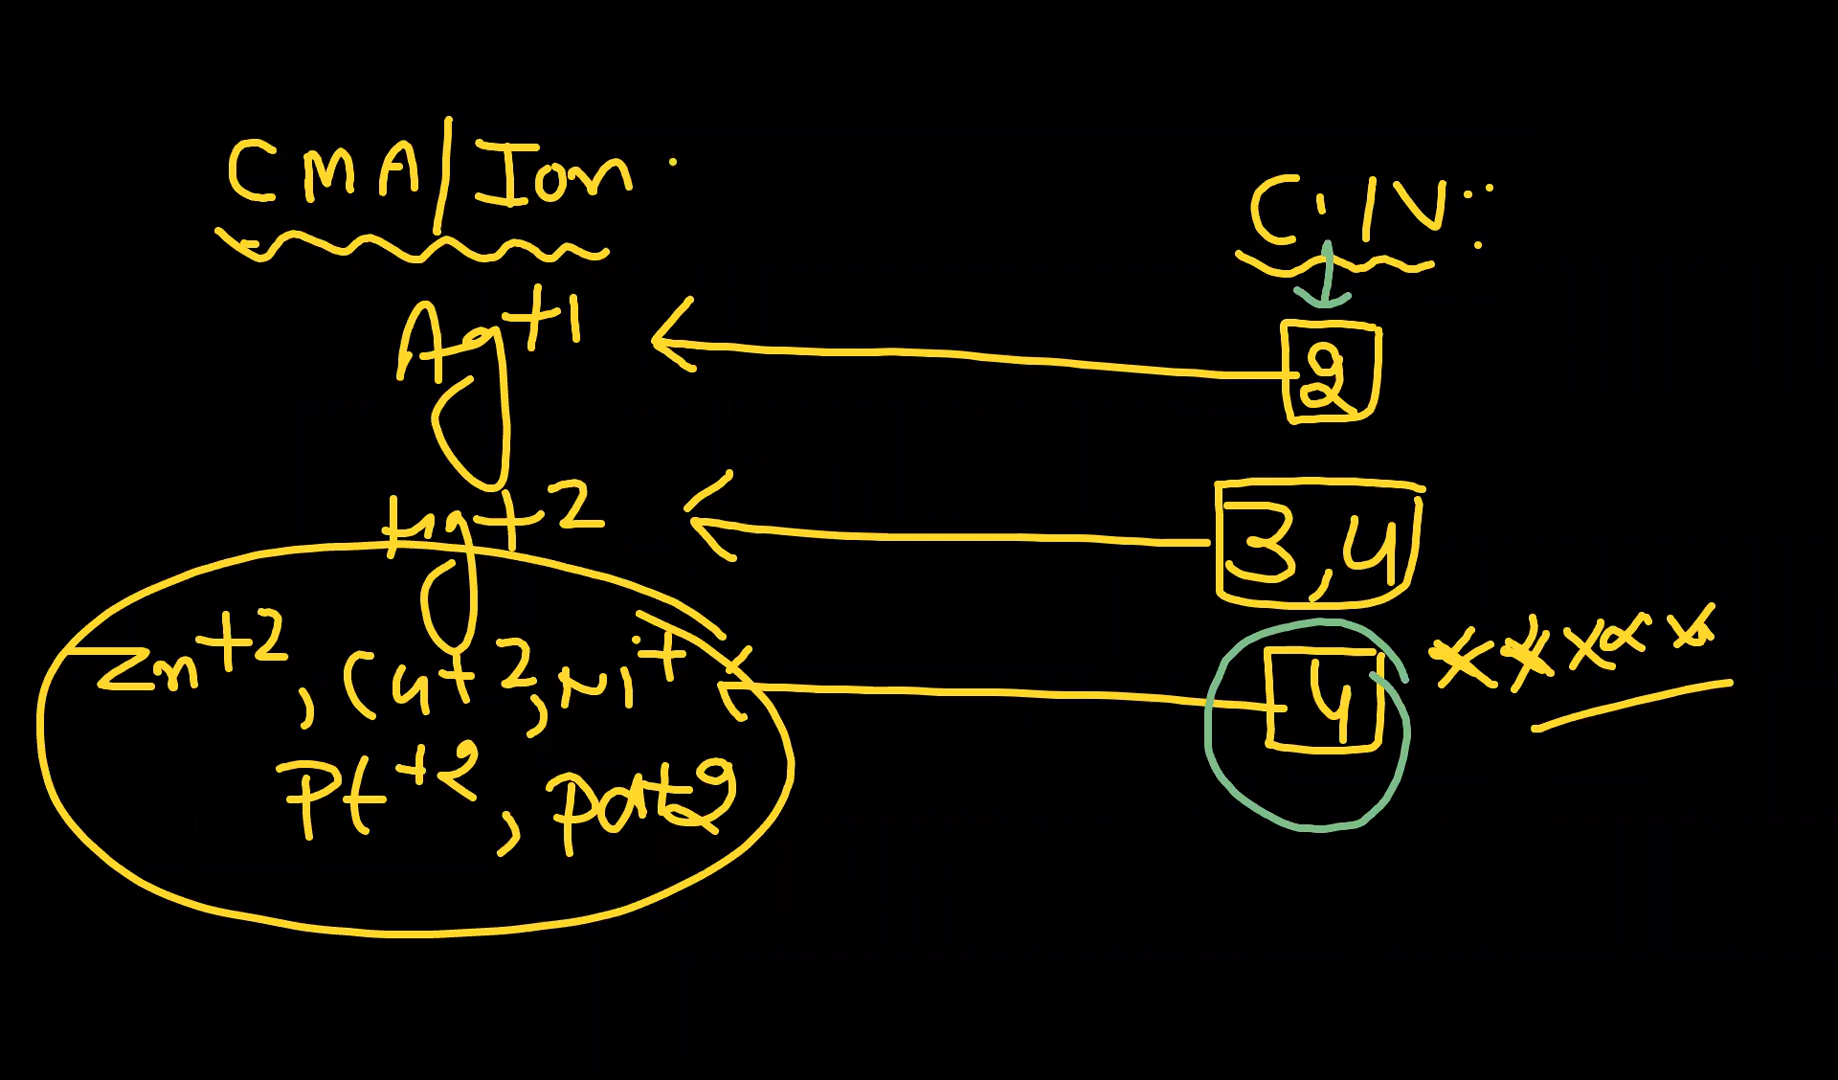 CMA/Ion.
C.N:
Ag+1
2
Hg+2
3,4
Zn+2, Cu+2, Ni+
4
Pt+2, Pd+2